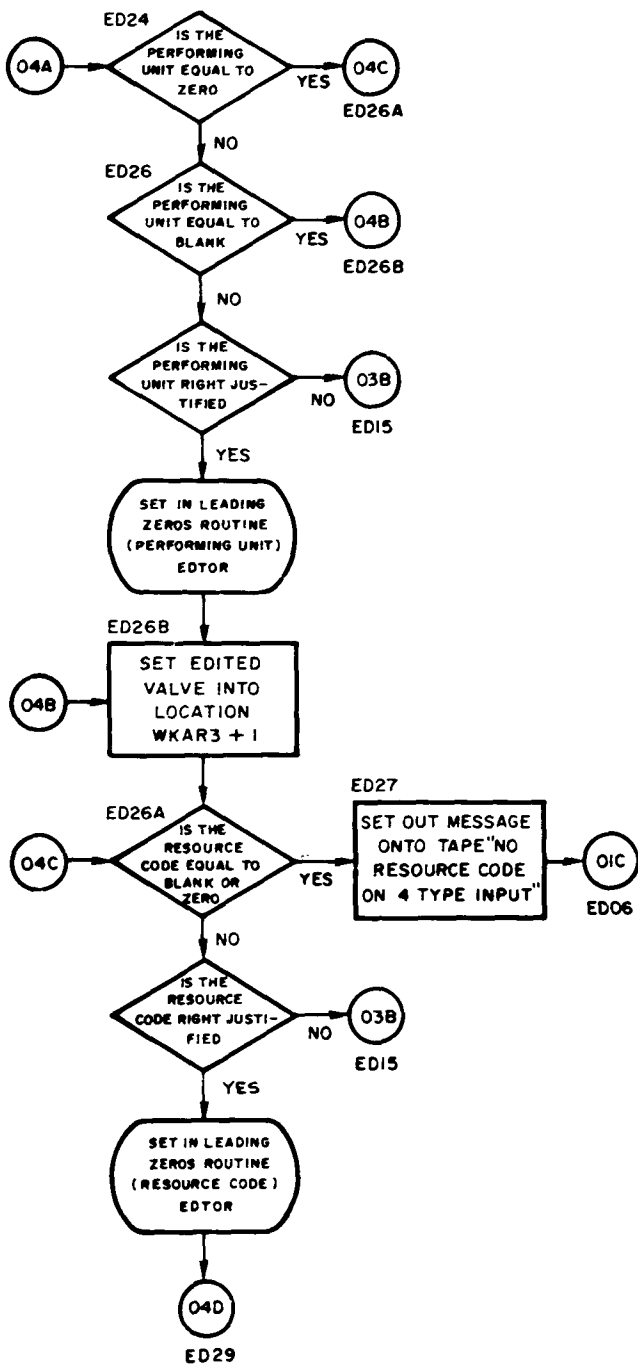 ED24
IS THE
PERFORMING
UNIT EQUAL TO
ZERO
04A
YES
04C
ED26A
NO
ED26
IS THE
PERFORMING
UNIT EQUAL TO
BLANK
YES
04B
ED26B
NO
IS THE
PERFORMING
UNIT RIGHT JUS-
TIFIED
NO
03B
ED15
YES
SET IN LEADING
ZEROS ROUTINE
(PERFORMING UNIT)
EDTOR
ED26B
04B
SET EDITED
VALVE INTO
LOCATION
WKAR3 + 1
ED26A
04C
IS THE
RESOURCE
CODE EQUAL TO
BLANK OR
ZERO
YES
ED27
SET OUT MESSAGE
ONTO TAPE "NO
RESOURCE CODE
ON 4 TYPE INPUT"
01C
ED06
NO
IS THE
RESOURCE
CODE RIGHT JUSTI-
FIED
NO
03B
ED15
YES
SET IN LEADING
ZEROS ROUTINE
(RESOURCE CODE)
EDTOR
04D
ED29